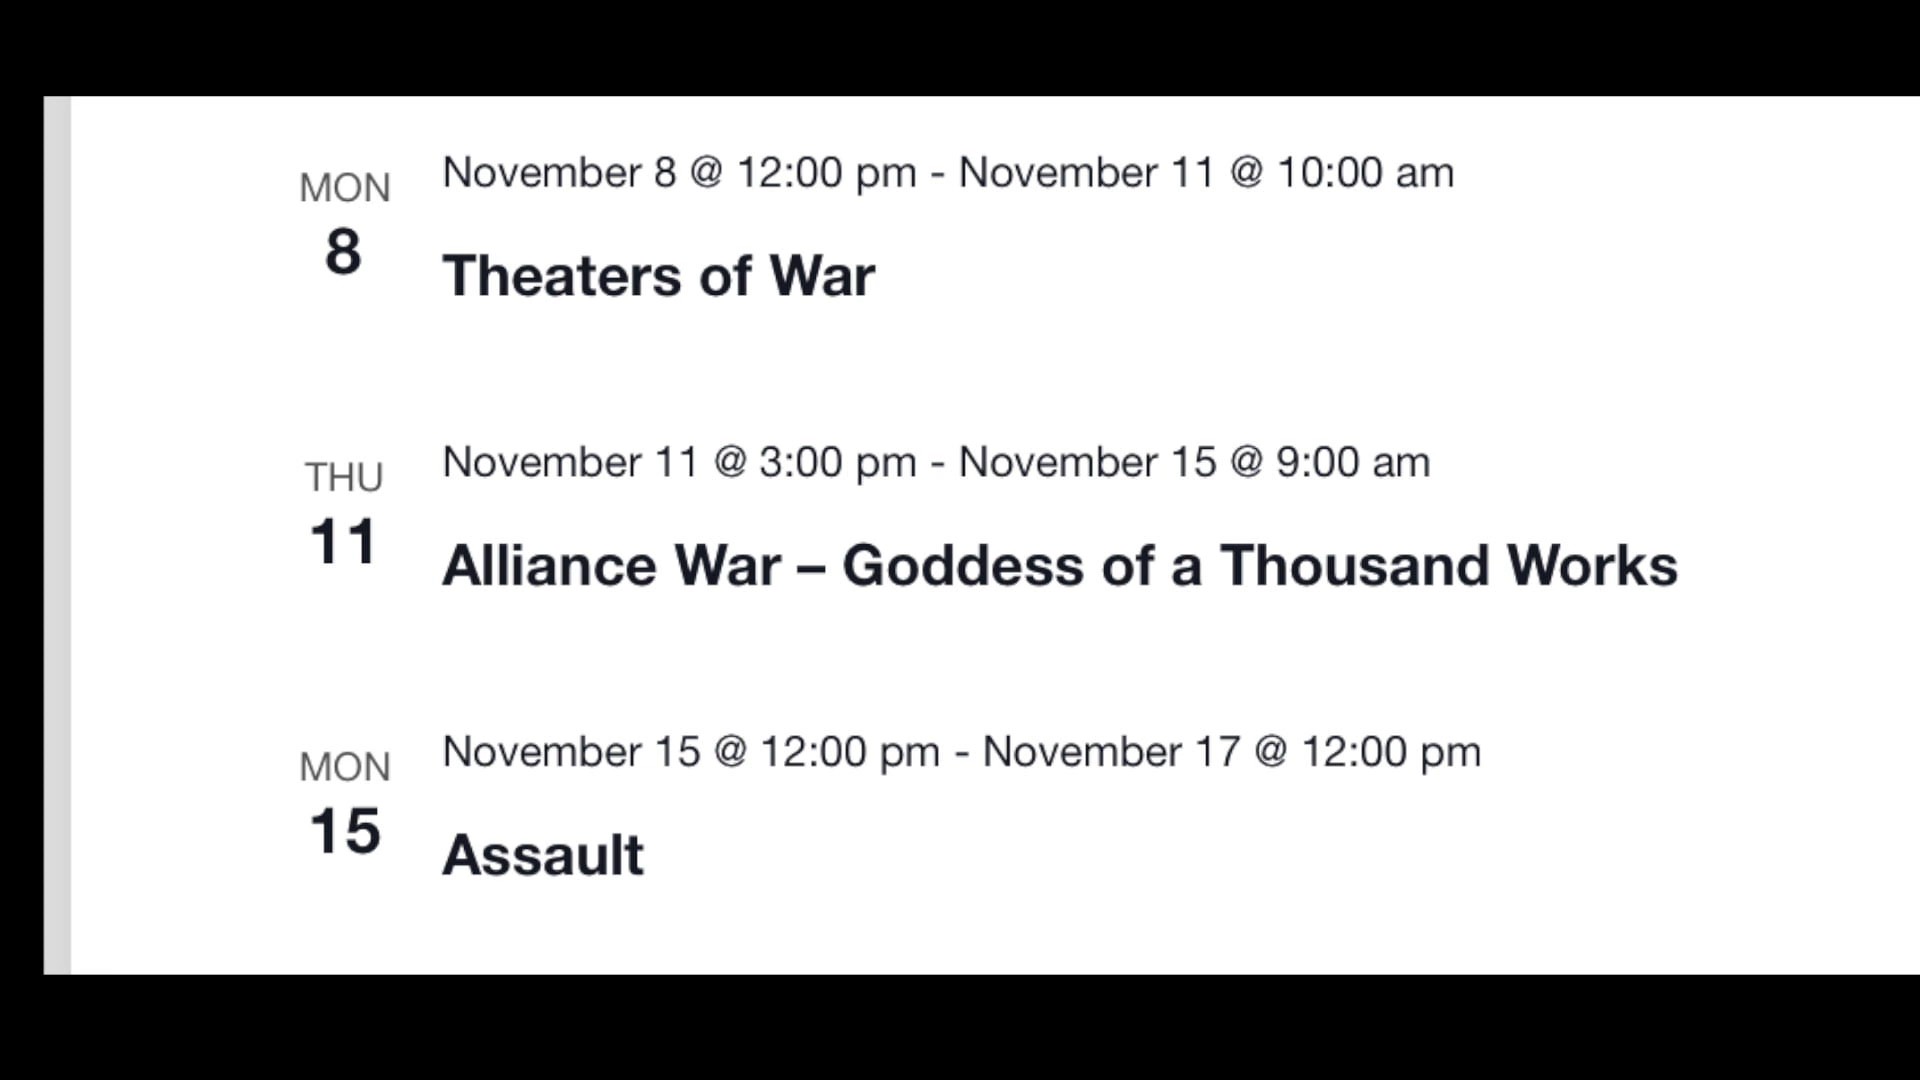 MON
8
November 8 @ 12:00 pm - November 11 @ 10:00 am
Theaters of War
THU
11
November 11 @ 3:00 pm - November 15 @ 9:00 am
Alliance War – Goddess of a Thousand Works
MON
15
November 15 @ 12:00 pm - November 17 @ 12:00 pm
Assault